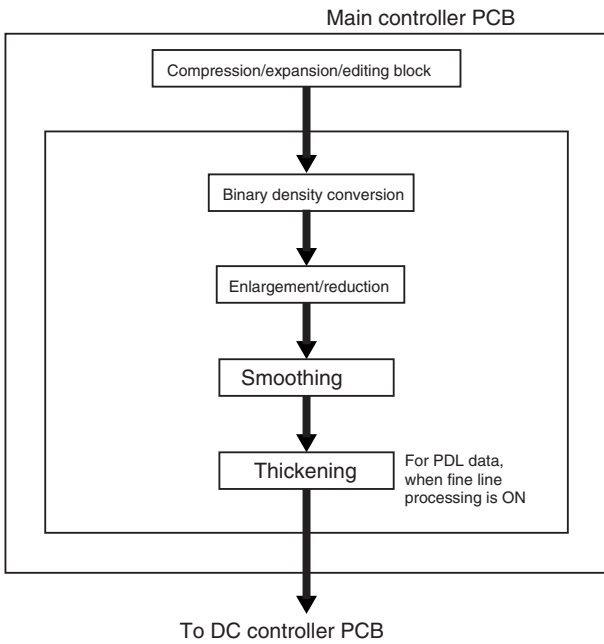 Main controller PCB
Compression/expansion/editing block
Binary density conversion
Enlargement/reduction
Smoothing
Thickening
For PDL data,
when fine line
processing is ON
To DC controller PCB